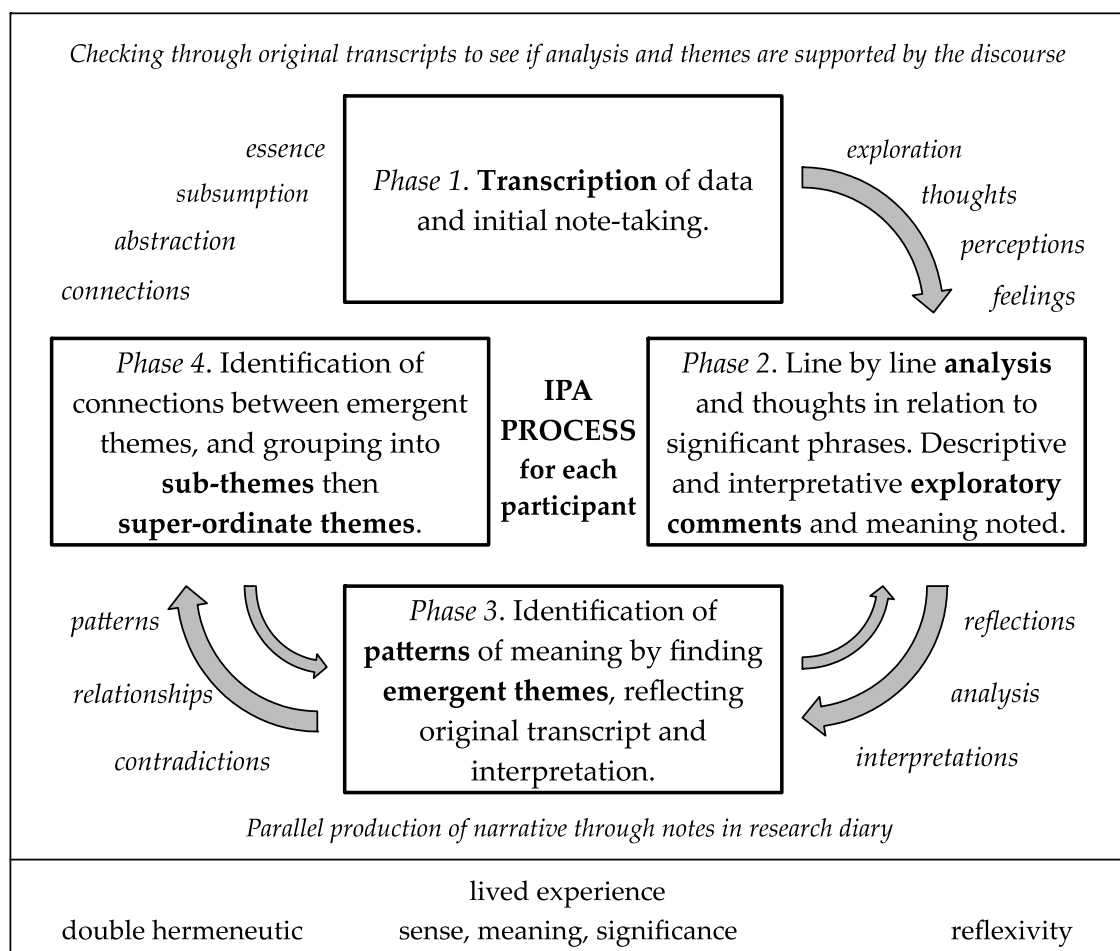 Checking through original transcripts to see if analysis and themes are supported by the discourse
essence
subsumption
abstraction
connections
Phase 1. Transcription of data
and initial note-taking.
exploration
thoughts
perceptions
feelings
Phase 4. Identification of
connections between emergent
themes, and grouping into
sub-themes then
super-ordinate themes.
IPA
PROCESS
for each
participant
Phase 2. Line by line analysis
and thoughts in relation to
significant phrases. Descriptive
and interpretative exploratory
comments and meaning noted.
patterns
relationships
contradictions
Phase 3. Identification of
patterns of meaning by finding
emergent themes, reflecting
original transcript and
interpretation.
reflections
analysis
interpretations
Parallel production of narrative through notes in research diary
lived experience
double hermeneutic sense, meaning, significance reflexivity